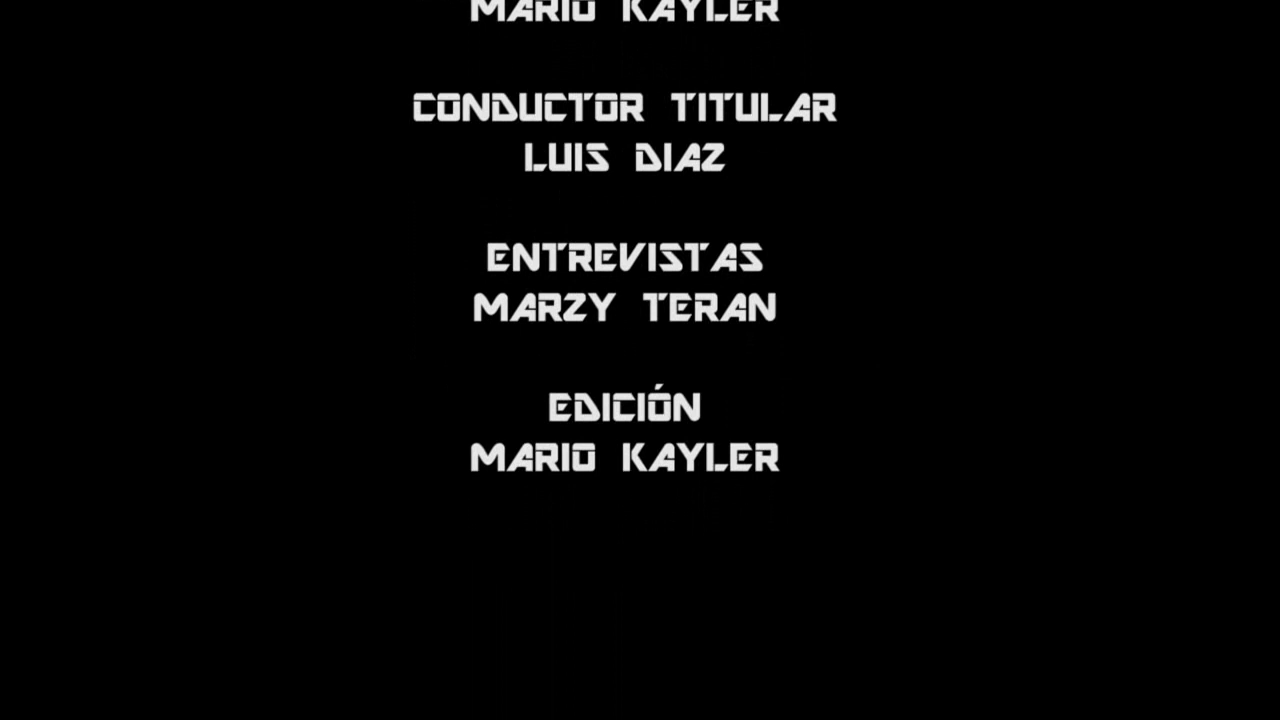 MARIO KAYLER
CONDUCTOR TITULAR
LUIS DIAZ
ENTREVISTAS
MARZY TERAN
EDICIÓN
MARIO KAYLER